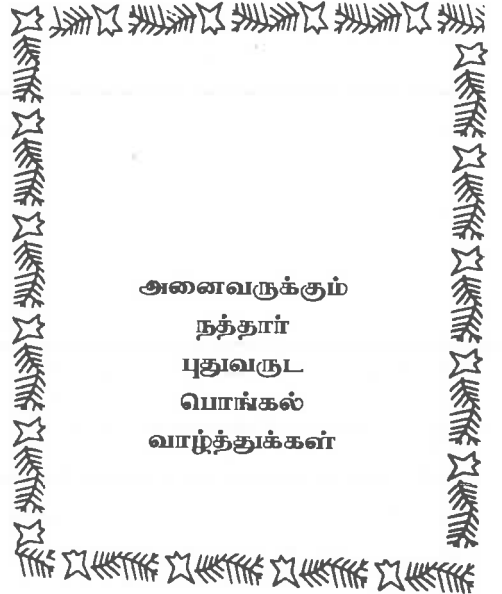 அனைவருக்கும்
நத்தார்
புதுவருட
பொங்கல்
வாழ்த்துக்கள்